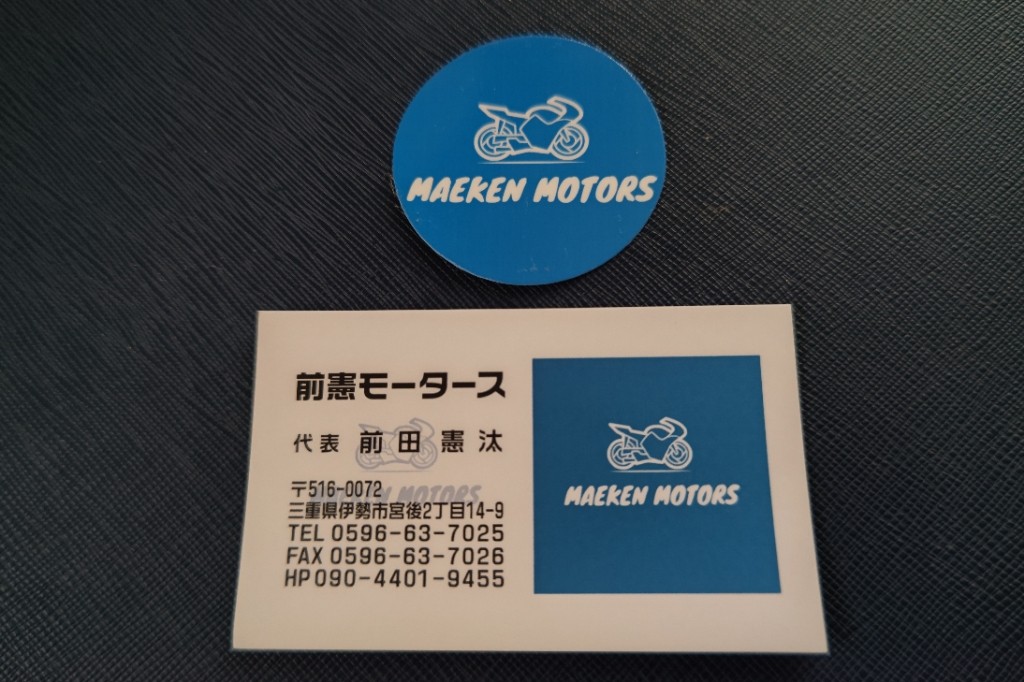 MAEKEN MOTORS
前憲モータース
代表 前田憲汰
〒516-0072
三重県伊勢市宮後2丁目14-9
TEL 0596-63-7025
FAX 0596-63-7026
HP 090-4401-9455
MAEKEN MOTORS
MAEKEN MOTORS